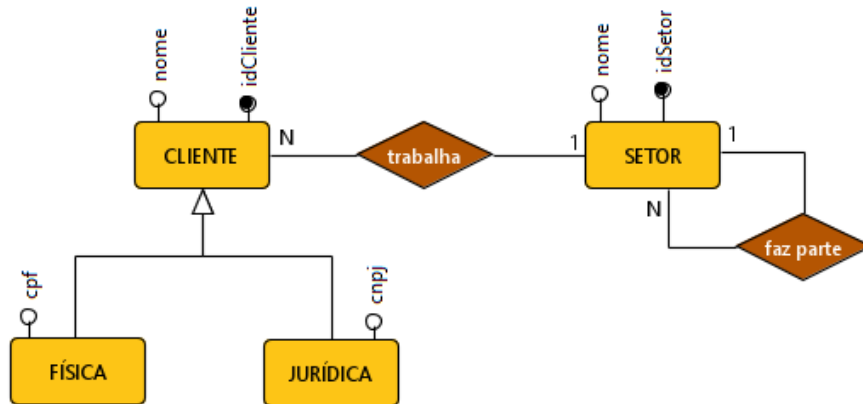 nome
idCliente
nome
idSetor
CLIENTE
N
trabalha
1
SETOR
1
N
faz parte
cpf
cnpj
FÍSICA
JURÍDICA